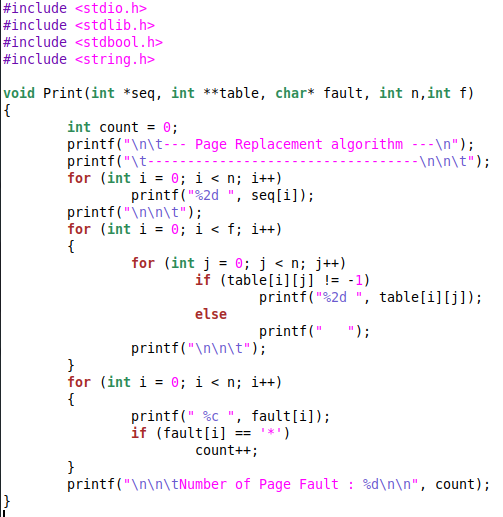 #include <stdio.h>
#include <stdlib.h>
#include <stdbool.h>
#include <string.h>

void Print(int *seq, int **table, char* fault, int n,int f)
{
        int count = 0;
        printf("\n\t--- Page Replacement algorithm ---\n");
        printf("\t----------------------------------\n\n\t");
        for (int i = 0; i < n; i++)
                printf("%2d ", seq[i]);
        printf("\n\n\t");
        for (int i = 0; i < f; i++)
        {
                for (int j = 0; j < n; j++)
                        if (table[i][j] != -1)
                                printf("%2d ", table[i][j]);
                        else
                                printf("   ");
                printf("\n\n\t");
        }
        for (int i = 0; i < n; i++)
        {
                printf(" %c ", fault[i]);
                if (fault[i] == '*')
                        count++;
        }
        printf("\n\n\tNumber of Page Fault : %d\n\n", count);
}